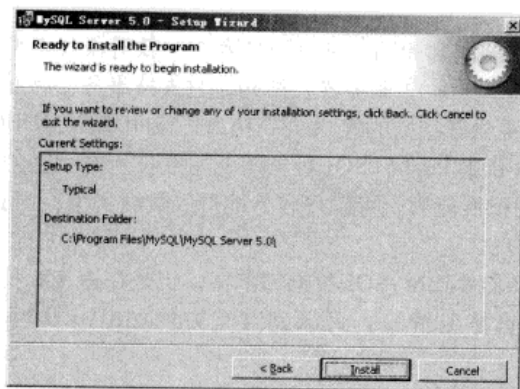 MySQL Server 5.0 - Setup Wizard
Ready to Install the Program
The wizard is ready to begin installation.
If you want to review or change any of your installation settings, click Back. Click Cancel to
exit the wizard.
Current Settings:
Setup Type:
Typical
Destination Folder:
C:\Program Files\MySQL\MySQL Server 5.0\
< Back
Install
Cancel